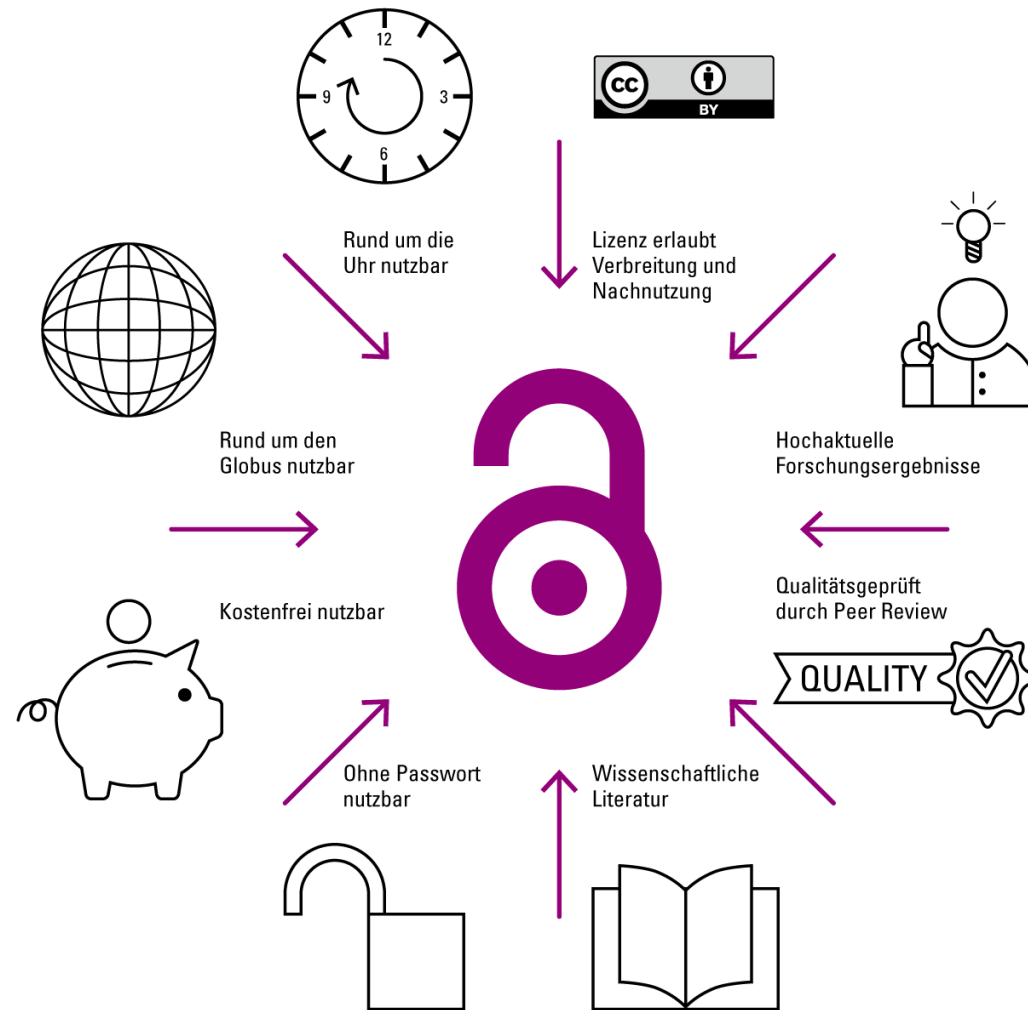 12
9
3
6
CC
BY
Rund um die
Uhr nutzbar
Lizenz erlaubt
Verbreitung und
Nachnutzung
Rund um den
Globus nutzbar
Hochaktuelle
Forschungsergebnisse
Kostenfrei nutzbar
Qualitätsgeprüft
durch Peer Review
QUALITY
Ohne Passwort
nutzbar
Wissenschaftliche
Literatur